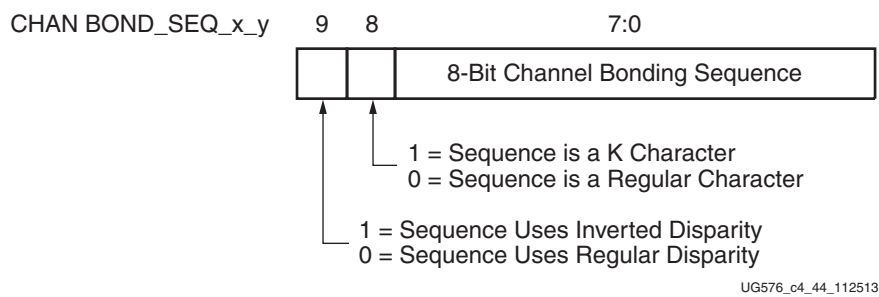 CHAN BOND_SEQ_x_y 9 8 7:0
8-Bit Channel Bonding Sequence
1 = Sequence is a K Character
0 = Sequence is a Regular Character
1 = Sequence Uses Inverted Disparity
0 = Sequence Uses Regular Disparity
UG576_c4_44_112513